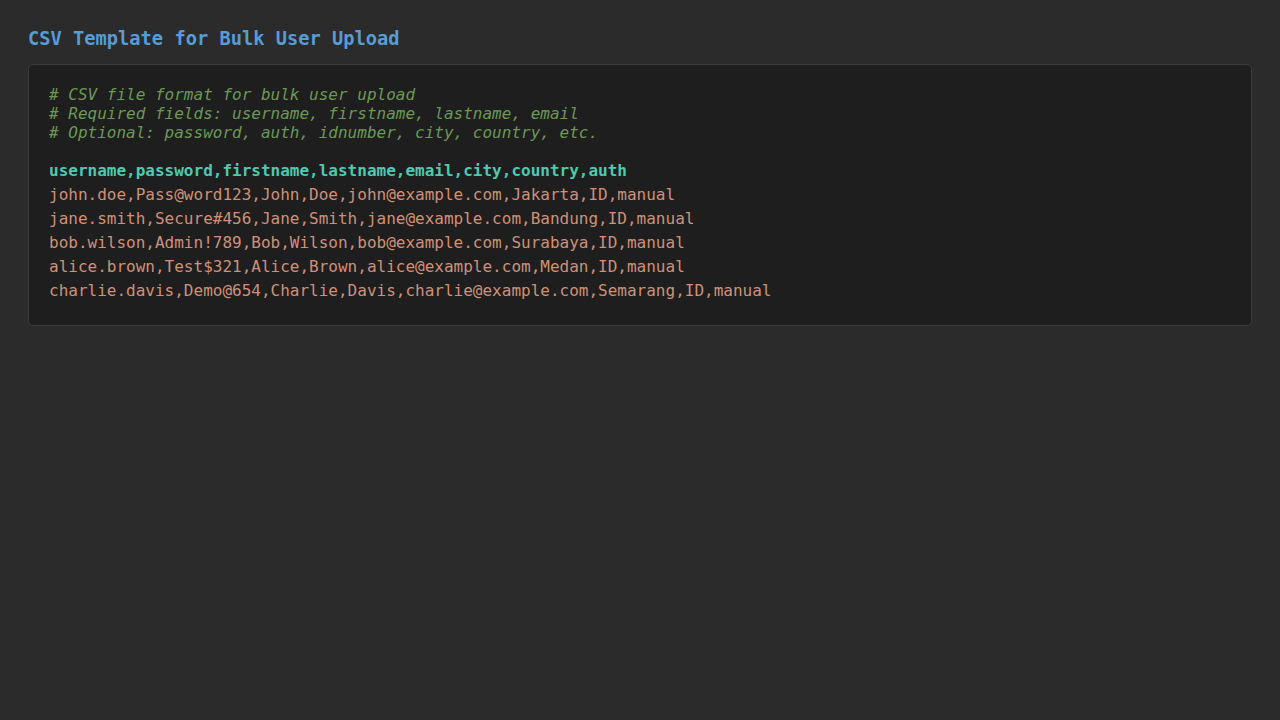 CSV Template for Bulk User Upload
# CSV file format for bulk user upload
# Required fields: username, firstname, lastname, email
# Optional: password, auth, idnumber, city, country, etc.
username,password,firstname,lastname,email,city,country,auth
john.doe,Pass@word123,John,Doe,john@example.com,Jakarta,ID,manual
jane.smith,Secure#456,Jane,Smith,jane@example.com,Bandung,ID,manual
bob.wilson,Admin!789,Bob,Wilson,bob@example.com,Surabaya,ID,manual
alice.brown,Test$321,Alice,Brown,alice@example.com,Medan,ID,manual
charlie.davis,Demo@654,Charlie,Davis,charlie@example.com,Semarang,ID,manual